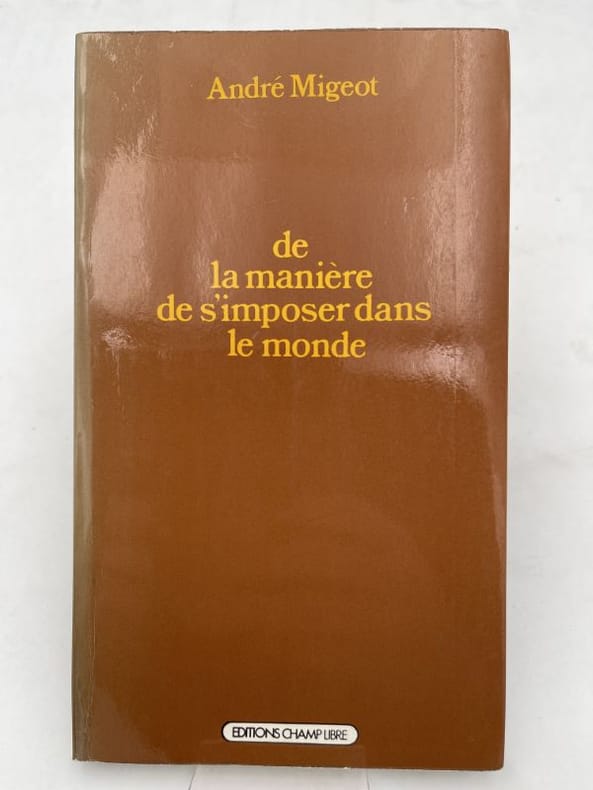 André Migeot
de
la manière
de s'imposer dans
le monde
EDITIONS CHAMP LIBRE